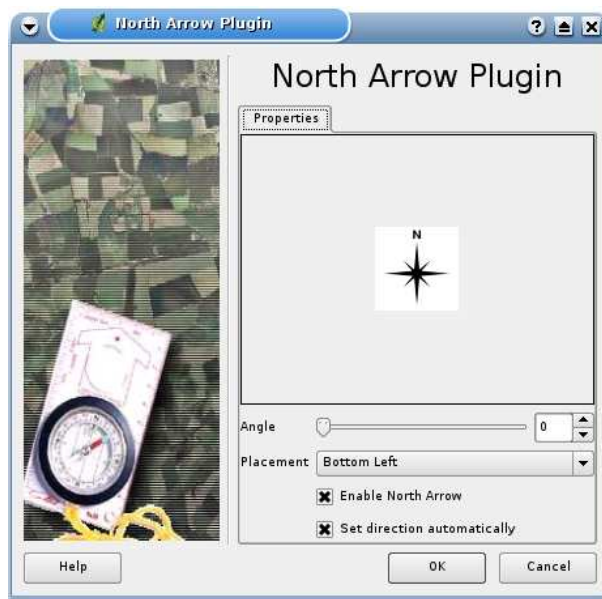 North Arrow Plugin
North Arrow Plugin
Properties
N
Angle
0
Placement
Bottom Left
Enable North Arrow
Set direction automatically
Help
OK
Cancel